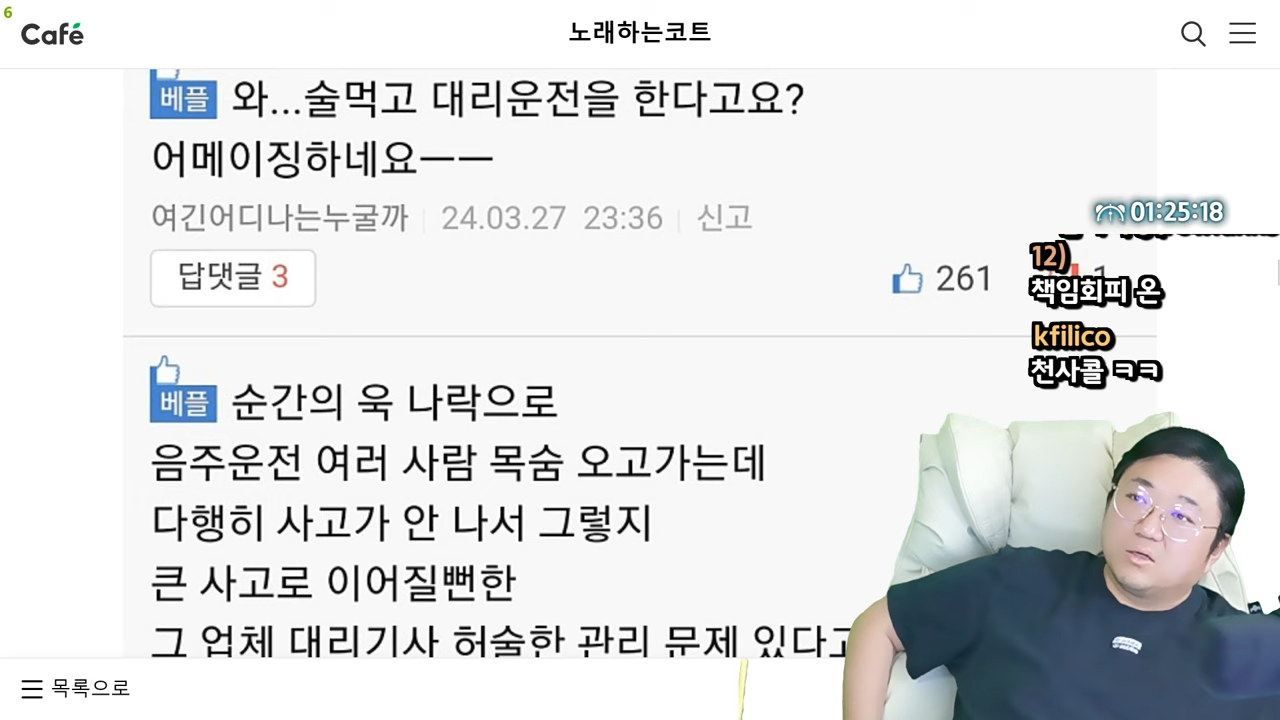 6
Café
노래하는코트
베플 와...술먹고 대리운전을 한다고요?
어메이징하네요ㅡㅡ
여긴어디나는누굴까 24.03.27 23:36 신고
답댓글 3
261
1
01:25:18
12)
책임회피 온
kfilico
천사콜 ㅋㅋ
베플 순간의 욱 나락으로
음주운전 여러 사람 목숨 오고가는데
다행히 사고가 안 나서 그렇지
큰 사고로 이어질뻔한
그 업체 대리기사 허술한 관리 문제 있다고
목록으로